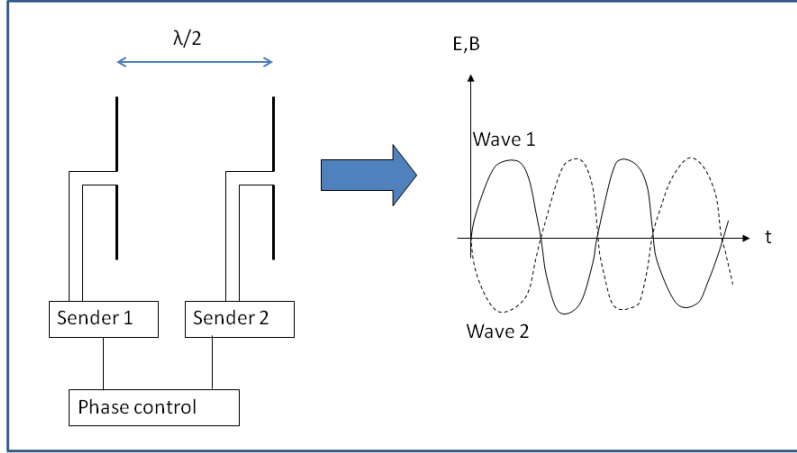 λ/2
Sender 1
Sender 2
Phase control
E,B
Wave 1
t
Wave 2